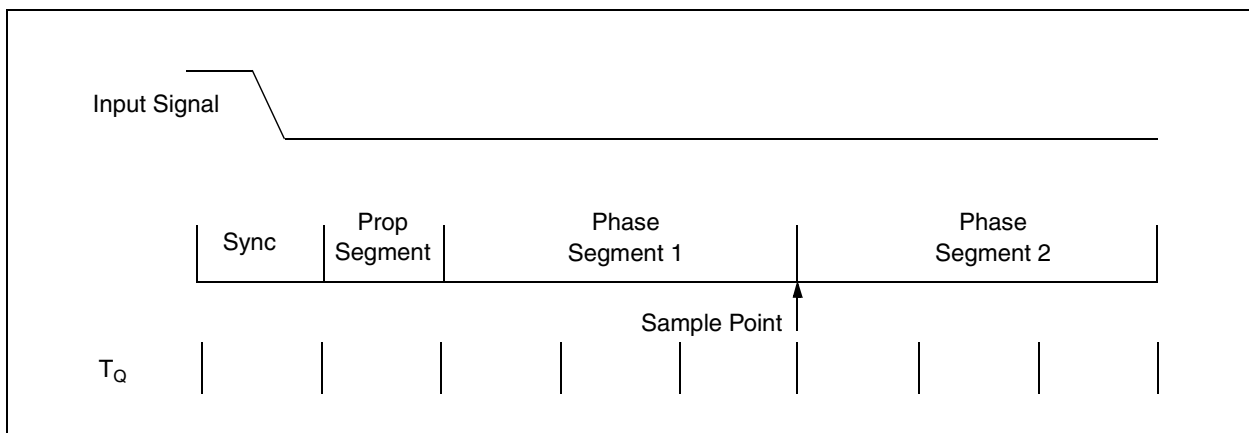 Input Signal
Sync
Prop
Segment
Phase
Segment 1
Phase
Segment 2
Sample Point
TQ